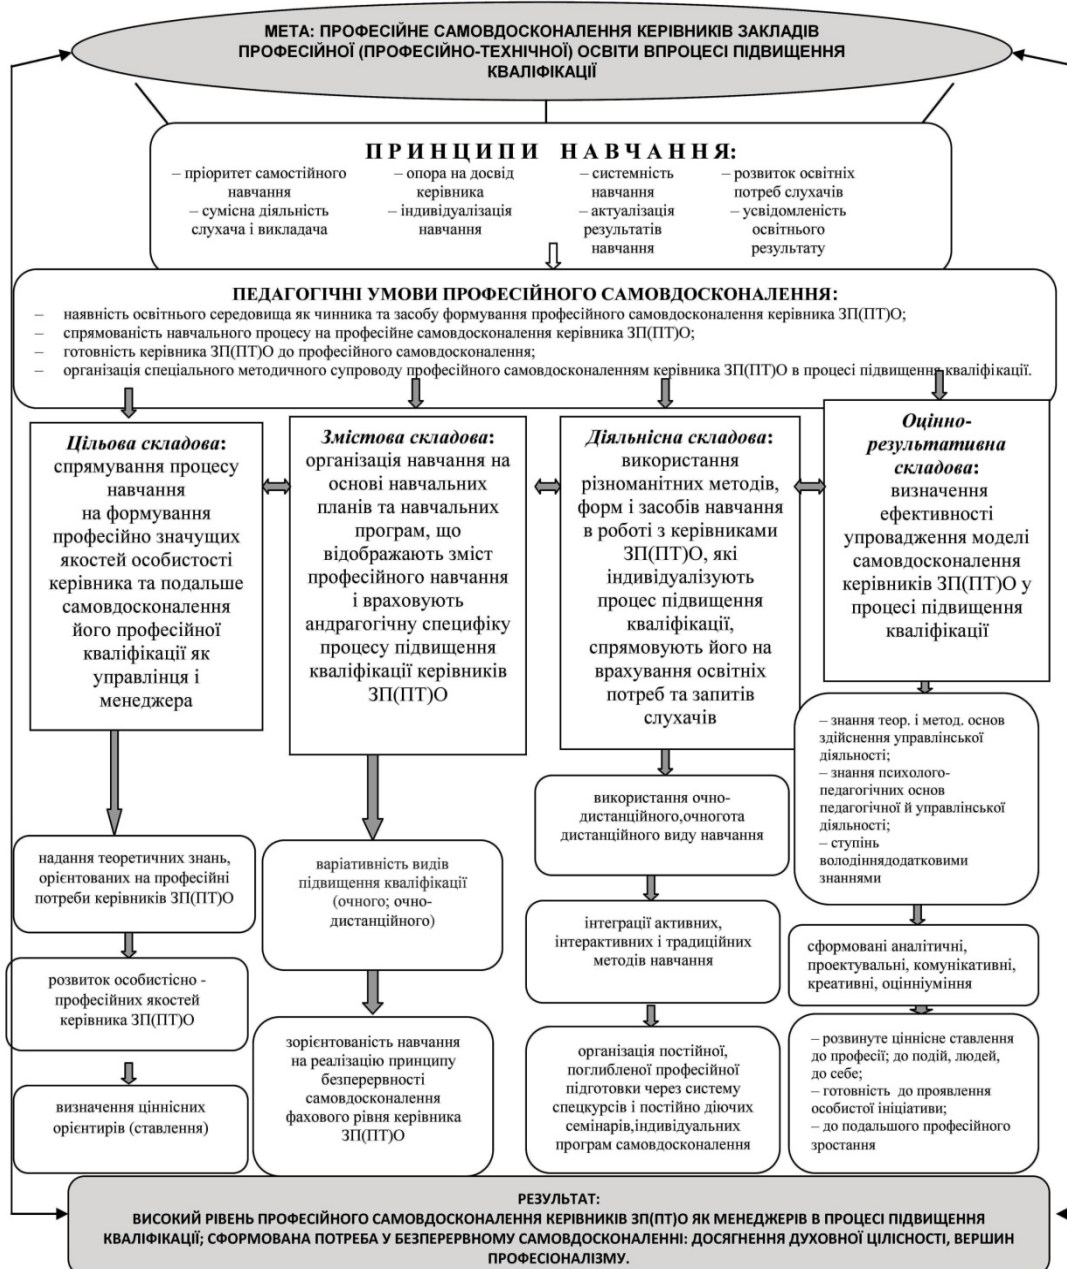 МЕТА: ПРОФЕСІЙНЕ САМОВДОСКОНАЛЕННЯ КЕРІВНИКІВ ЗАКЛАДІВ
ПРОФЕСІЙНОЇ (ПРОФЕСІЙНО-ТЕХНІЧНОЇ) ОСВІТИ ВПРОЦЕСІ ПІДВИЩЕННЯ
КВАЛІФІКАЦІЇ
ПРИНЦИПИ НАВЧАННЯ:
– пріоритет самостійного
навчання
– сумісна діяльність
слухача і викладача
– опора на досвід
керівника
– індивідуалізація
навчання
– системність
навчання
– актуалізація
результатів
навчання
– розвиток освітніх
потреб слухачів
– усвідомленість
освітнього
результату
ПЕДАГОГІЧНІ УМОВИ ПРОФЕСІЙНОГО САМОВДОСКОНАЛЕННЯ:
– наявність освітнього середовища як чинника та засобу формування професійного самовдосконалення керівника ЗП(ПТ)О;
– спрямованість навчального процесу на професійне самовдосконалення керівника ЗП(ПТ)О;
– готовність керівника ЗП(ПТ)О до професійного самовдосконалення;
– організація спеціального методичного супроводу професійного самовдосконаленням керівника ЗП(ПТ)О в процесі підвищення кваліфікації.
Цільова складова:
спрямування процесу
навчання
на формування
професійно значущих
якостей особистості
керівника та подальше
самовдосконалення
його професійної
кваліфікації як
управлінця і
менеджера
Змістова складова:
організація навчання на
основі навчальних
планів та навчальних
програм, що
відображають зміст
професійного навчання
і враховують
андрагогічну специфіку
процесу підвищення
кваліфікації керівників
ЗП(ПТ)О
Діяльнісна складова:
використання
різноманітних методів,
форм і засобів навчання
в роботі з керівниками
ЗП(ПТ)О, які
індивідуалізують
процес підвищення
кваліфікації,
спрямовують його на
врахування освітніх
потреб та запитів
слухачів
Оцінно-
результативна
складова:
визначення
ефективності
упровадження моделі
самовдосконалення
керівників ЗП(ПТ)О у
процесі підвищення
кваліфікації
надання теоретичних знань,
орієнтованих на професійні
потреби керівників ЗП(ПТ)О
розвиток особистісно -
професійних якостей
керівника ЗП(ПТ)О
визначення ціннісних
орієнтирів (ставлення)
варіативність видів
підвищення кваліфікації
(очного; очно-
дистанційного)
зорієнтованість навчання
на реалізацію принципу
безперервності
самовдосконалення
фахового рівня керівника
ЗП(ПТ)О
використання очно-
дистанційного,очногота
дистанційного виду навчання
інтеграції активних,
інтерактивних і традиційних
методів навчання
організація постійної,
поглибленої професійної
підготовки через систему
спецкурсів і постійно діючих
семінарів,індивідуальних
програм самовдосконалення
– знання теор. і метод. основ
здійснення управлінської
діяльності;
– знання психолого-
педагогічних основ
педагогічної й управлінської
діяльності;
– ступінь
володіннядодатковими
знаннями
сформовані аналітичні,
проектувальні, комунікативні,
креативні, оцінніуміння
– розвинуте ціннісне ставлення
до професії; до подій, людей,
до себе;
– готовність до проявлення
особистої ініціативи;
– до подальшого професійного
зростання
РЕЗУЛЬТАТ:
ВИСОКИЙ РІВЕНЬ ПРОФЕСІЙНОГО САМОВДОСКОНАЛЕННЯ КЕРІВНИКІВ ЗП(ПТ)О ЯК МЕНЕДЖЕРІВ В ПРОЦЕСІ ПІДВИЩЕННЯ
КВАЛІФІКАЦІЇ; СФОРМОВАНА ПОТРЕБА У БЕЗПЕРЕРВНОМУ САМОВДОСКОНАЛЕННІ: ДОСЯГНЕННЯ ДУХОВНОЇ ЦІЛІСНОСТІ, ВЕРШИН
ПРОФЕСІОНАЛІЗМУ.